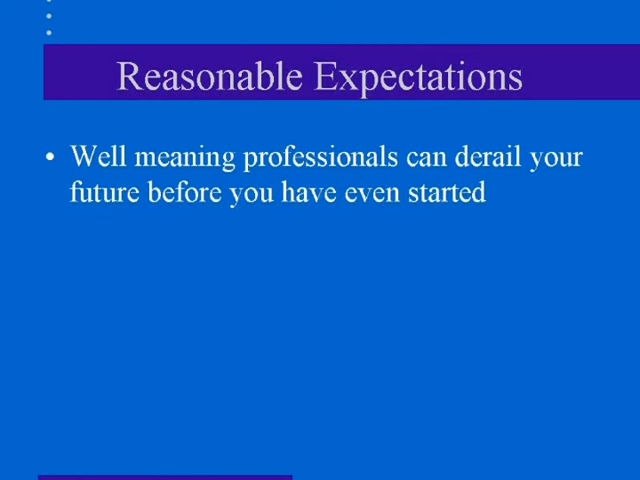 Reasonable Expectations
• Well meaning professionals can derail your
future before you have even started